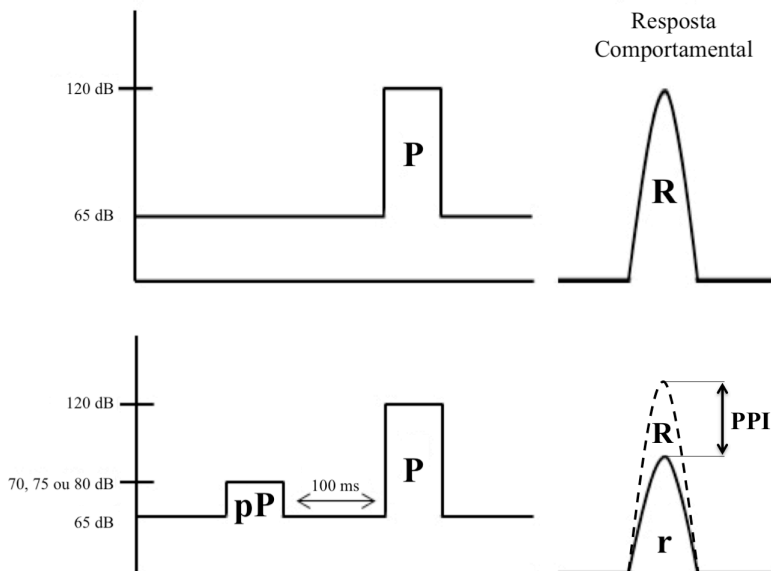 Resposta
Comportamental
120 dB
P
R
65 dB
120 dB
PPI
R
70, 75 ou 80 dB
100 ms
P
pP
65 dB
r